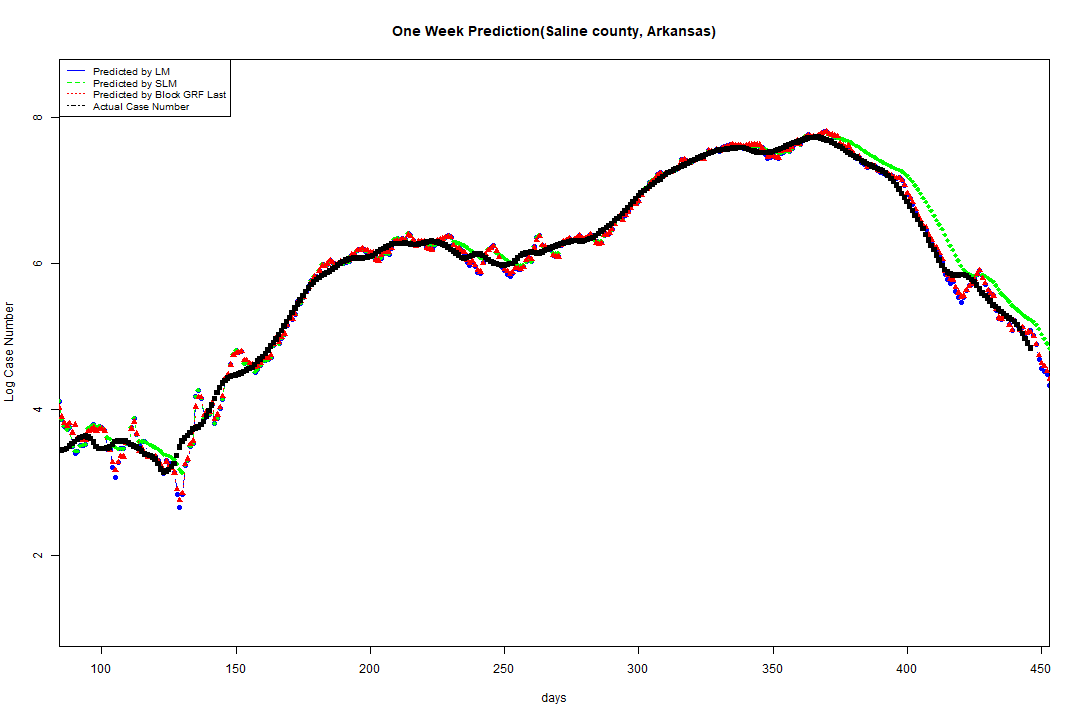 One Week Prediction(Saline county, Arkansas)
Predicted by LM
Predicted by SLM
Predicted by Block GRF Last
Actual Case Number
Log Case Number
8
6
4
2
100 150 200 250 300 350 400 450
days